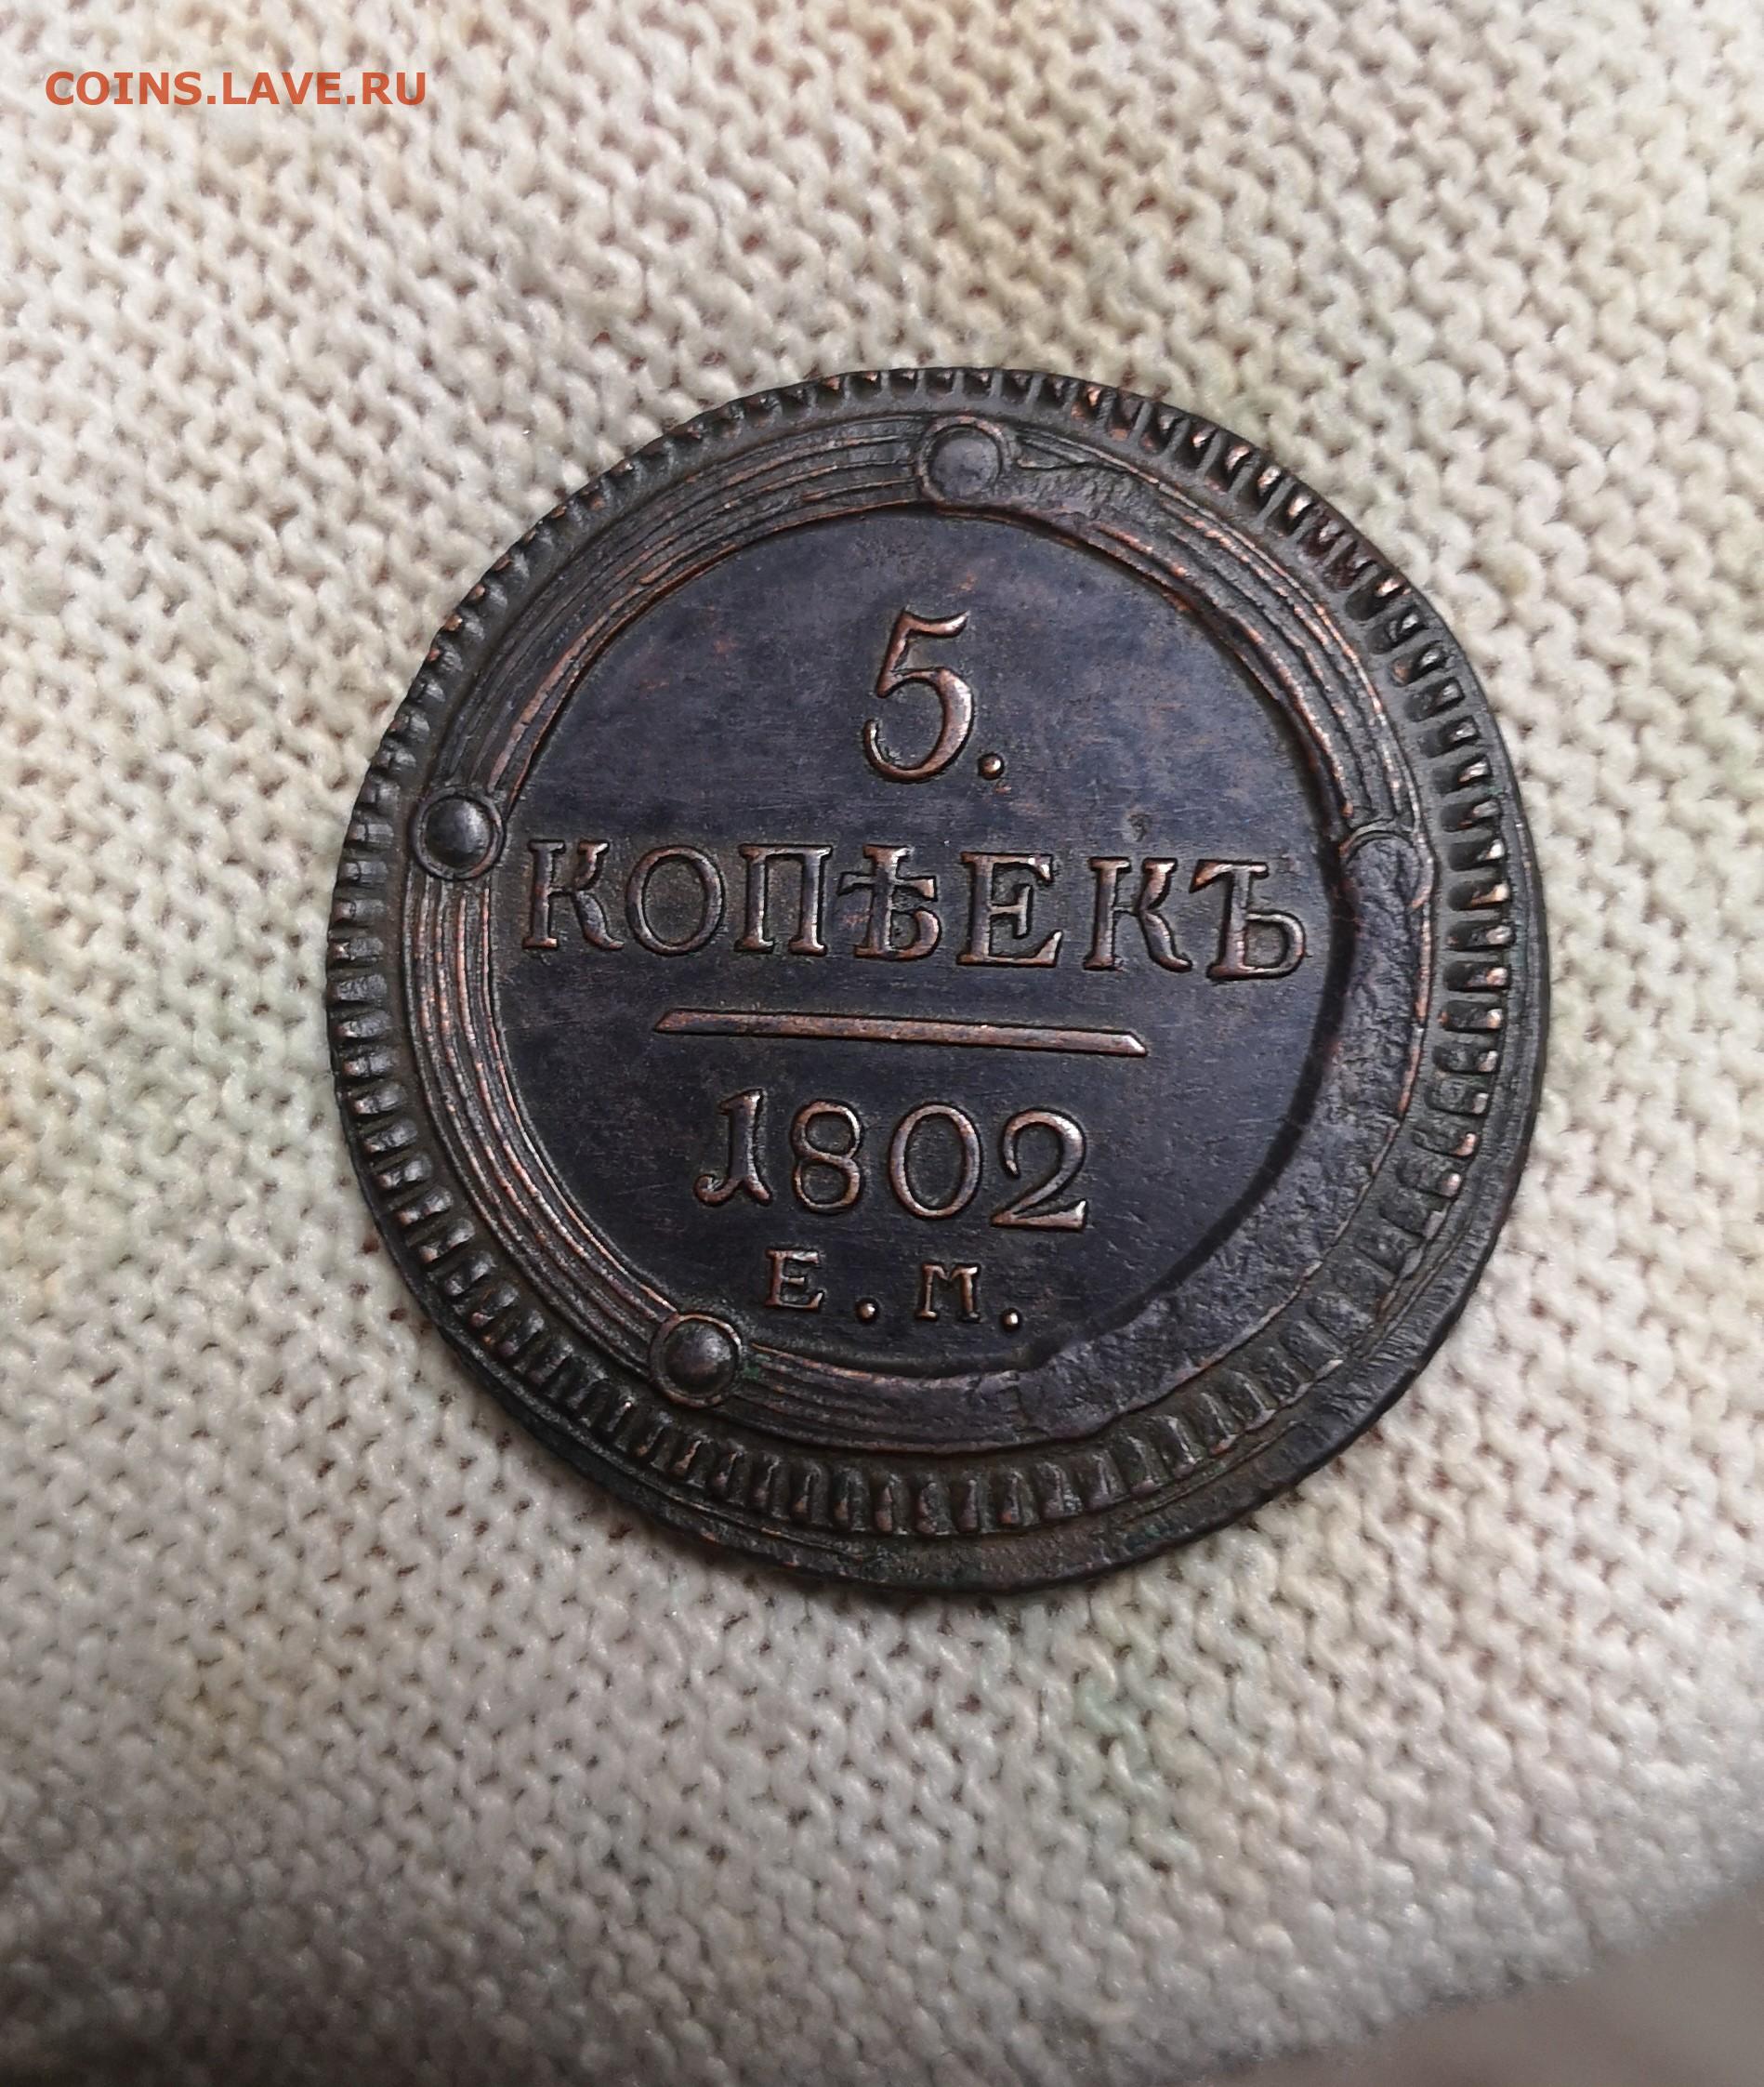 COINS.LAVE.RU
5.
КОПѢЕКЪ
1802
Е. М.